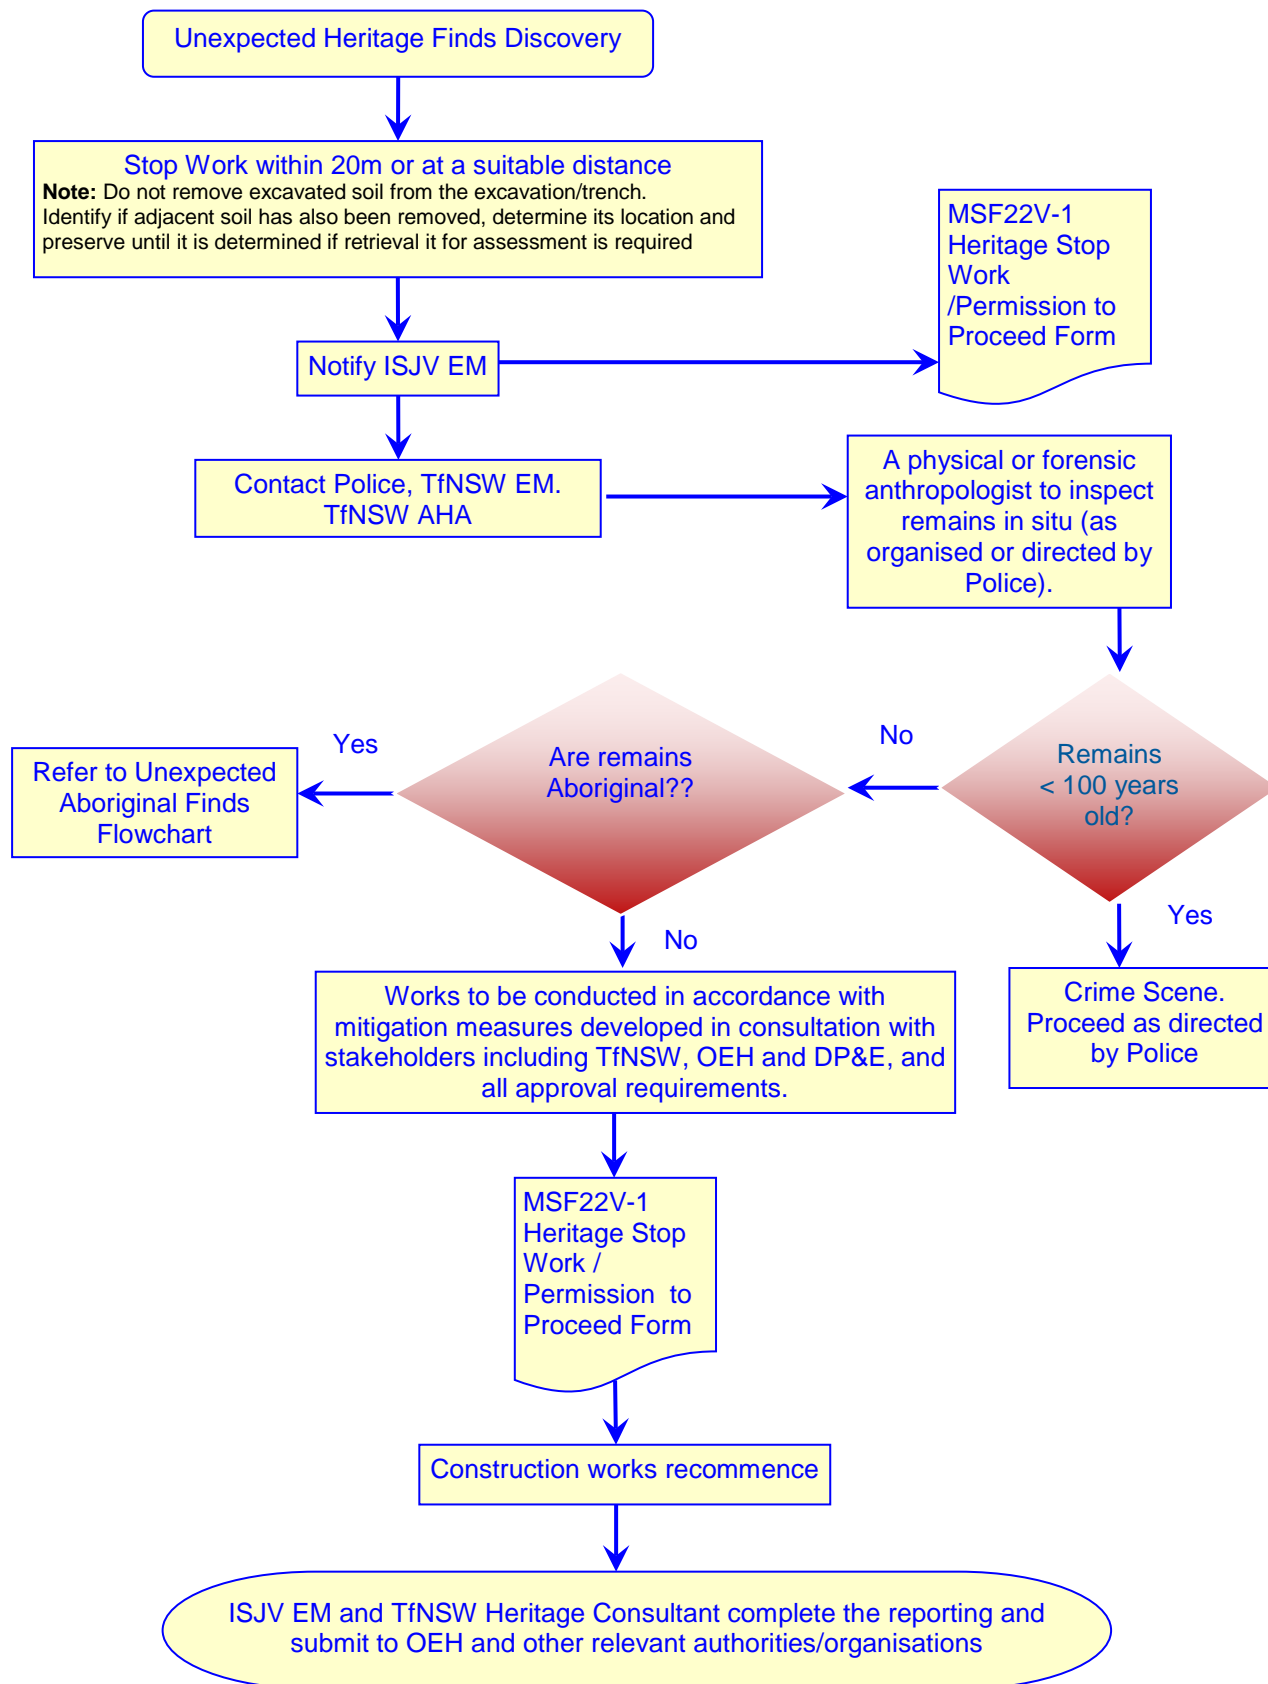 Unexpected Heritage Finds Discovery
Stop Work within 20m or at a suitable distance
Note: Do not remove excavated soil from the excavation/trench.
Identify if adjacent soil has also been removed, determine its location and
preserve until it is determined if retrieval it for assessment is required
MSF22V-1
Heritage Stop
Work
/Permission to
Proceed Form
Notify ISJV EM
Contact Police, TfNSW EM.
TfNSW AHA
A physical or forensic
anthropologist to inspect
remains in situ (as
organised or directed by
Police).
Remains
< 100 years
old?
No
Are remains
Aboriginal??
Yes
Refer to Unexpected
Aboriginal Finds
Flowchart
Yes
Crime Scene.
Proceed as directed
by Police
No
Works to be conducted in accordance with
mitigation measures developed in consultation with
stakeholders including TfNSW, OEH and DP&E, and
all approval requirements.
MSF22V-1
Heritage Stop
Work /
Permission to
Proceed Form
Construction works recommence
ISJV EM and TfNSW Heritage Consultant complete the reporting and
submit to OEH and other relevant authorities/organisations